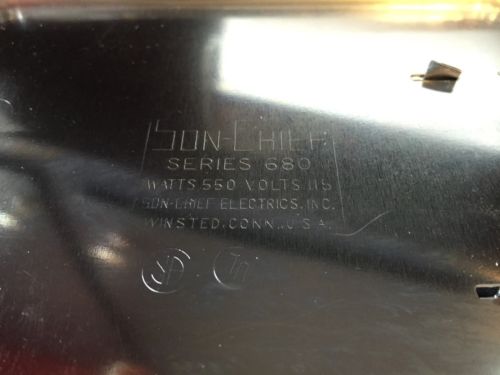 SUN-CHIEF
SERIES 680
WATTS 550 VOLTS 115
SUN-CHIEF ELECTRICS, INC.
WINSTED, CONN., U.S.A.